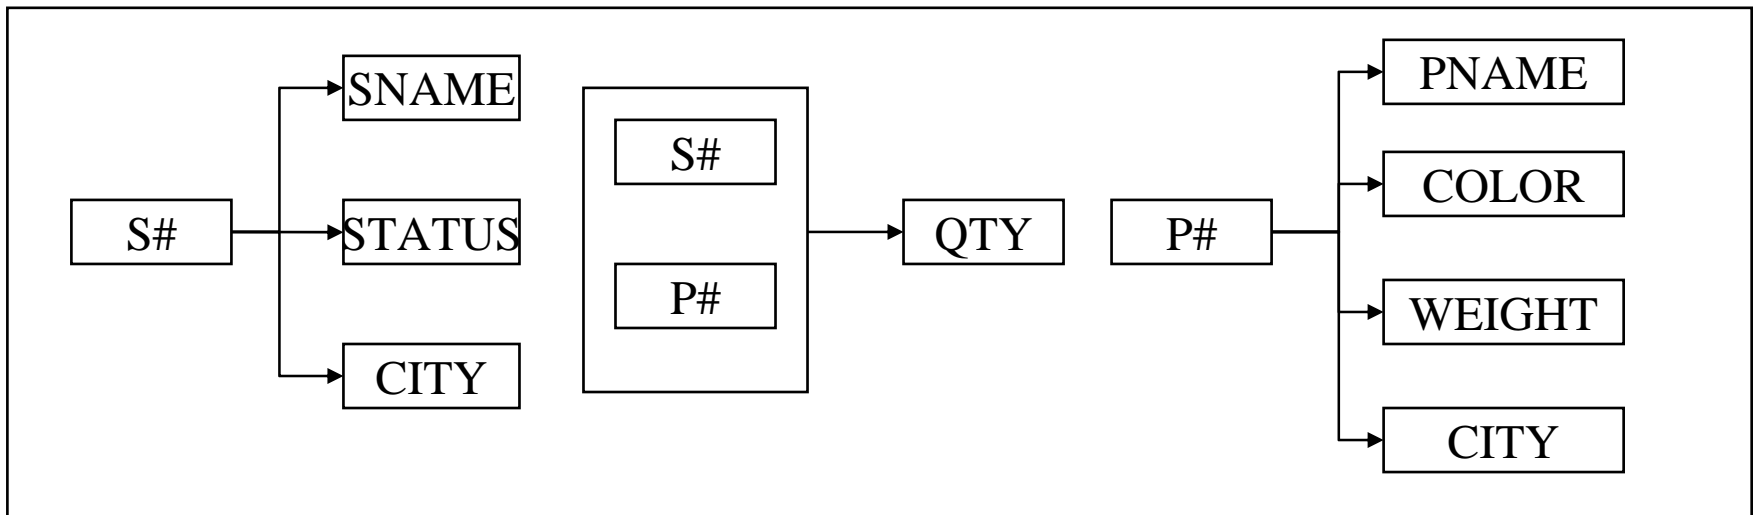 S#
SNAME
STATUS
CITY
S#
P#
QTY
P#
PNAME
COLOR
WEIGHT
CITY